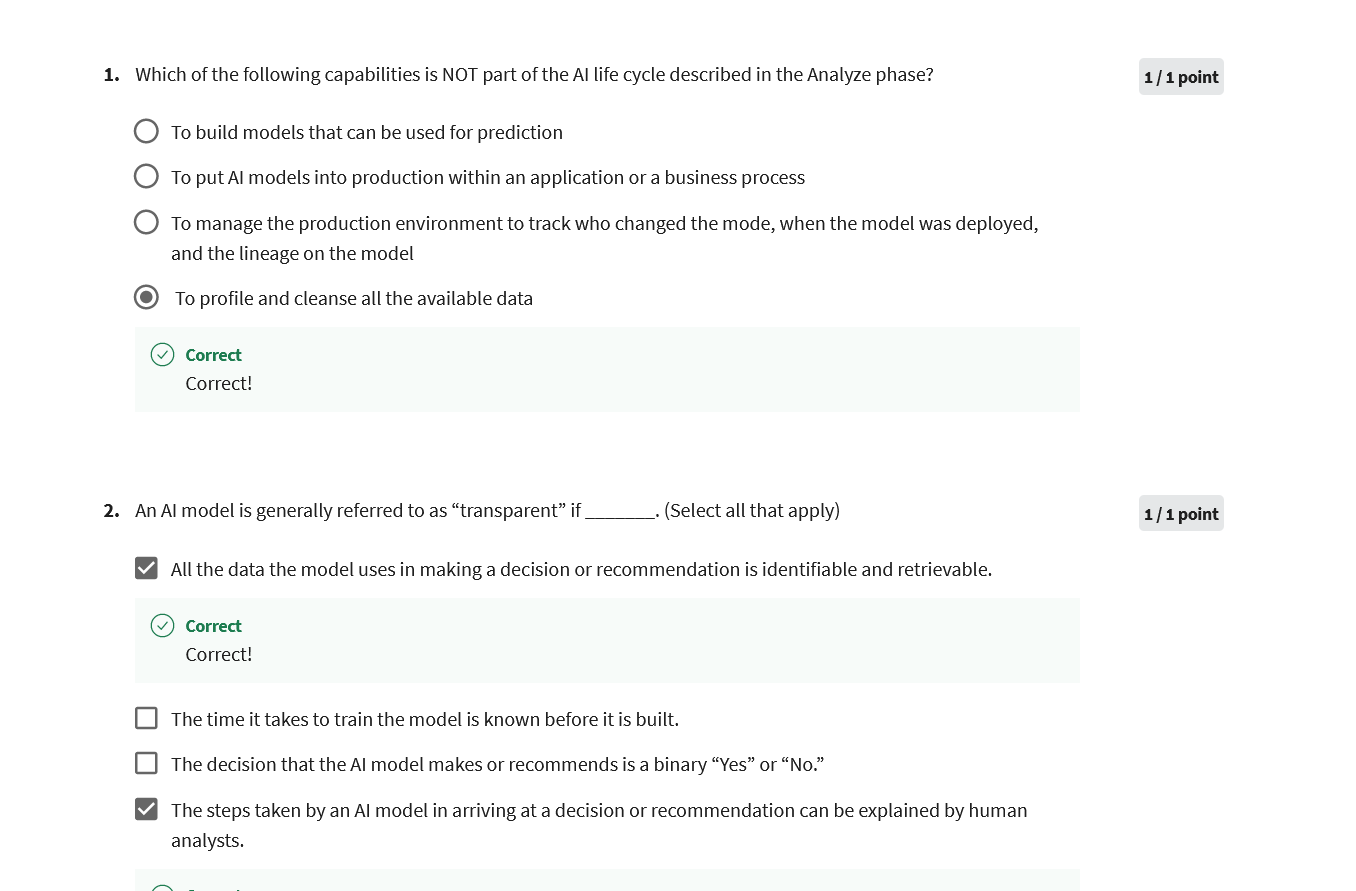 1. Which of the following capabilities is NOT part of the AI life cycle described in the Analyze phase?
1 / 1 point
To build models that can be used for prediction
To put AI models into production within an application or a business process
To manage the production environment to track who changed the mode, when the model was deployed,
and the lineage on the model
To profile and cleanse all the available data
Correct
Correct!
2. An AI model is generally referred to as “transparent” if _______. (Select all that apply)
1 / 1 point
All the data the model uses in making a decision or recommendation is identifiable and retrievable.
Correct
Correct!
The time it takes to train the model is known before it is built.
The decision that the AI model makes or recommends is a binary “Yes” or “No.”
The steps taken by an AI model in arriving at a decision or recommendation can be explained by human
analysts.